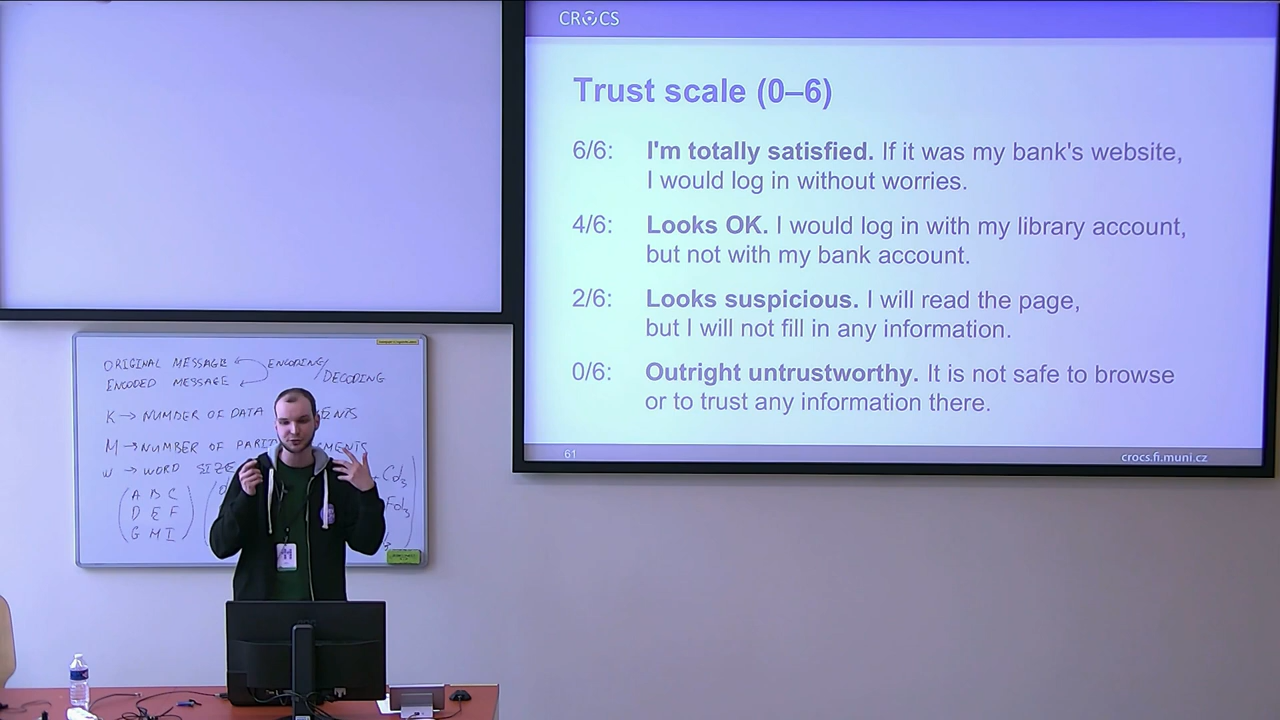 CROCS
Trust scale (0–6)
6/6: I'm totally satisfied. If it was my bank's website,
I would log in without worries.
4/6: Looks OK. I would log in with my library account,
but not with my bank account.
2/6: Looks suspicious. I will read the page,
but I will not fill in any information.
0/6: Outright untrustworthy. It is not safe to browse
or to trust any information there.
61
crocs.fi.muni.cz
ORIGINAL MESSAGE ENCODING/
ENCODED MESSAGE DECODING
K → NUMBER OF DATA
M → NUMBER OF
W → WORD SIZE
A B C
D E F
G H I